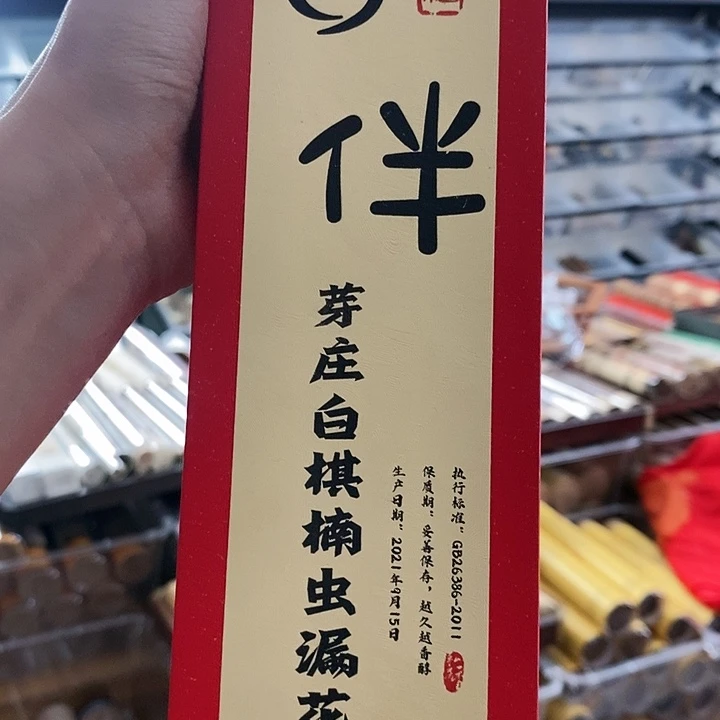 伴
执行标准：GB26386-2011
保质期：妥善保存，越久越香醇
生产日期：2021年9月15日
芽庄白棋楠虫漏花